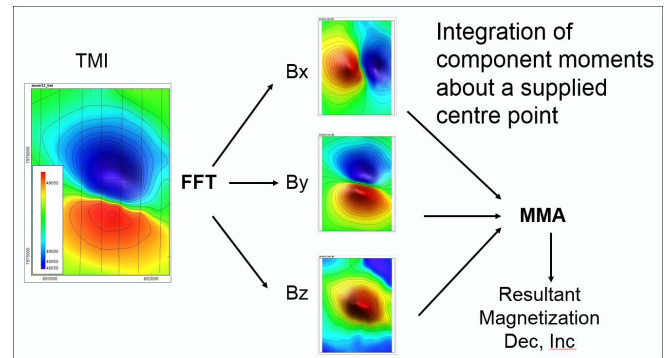 TMI
FFT
Bx
By
Bz
Integration of
component moments
about a supplied
centre point
MMA
Resultant
Magnetization
Dec, Inc